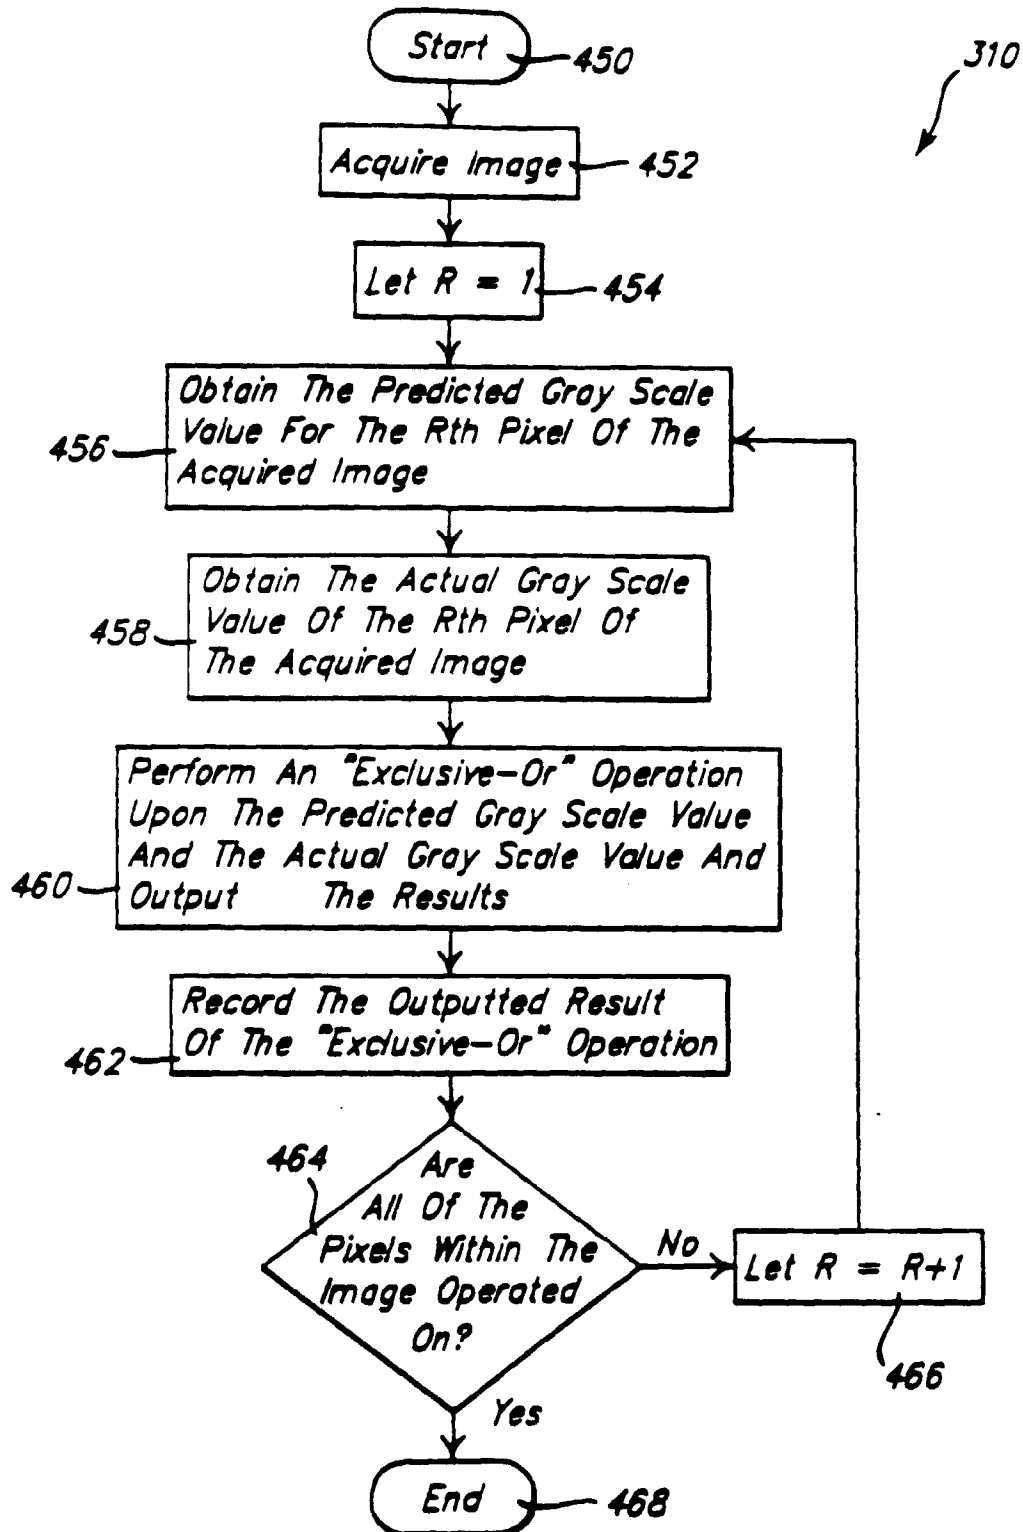 Start
450
310
Acquire Image
452
Let R = 1
454
Obtain The Predicted Gray Scale
Value For The Rth Pixel Of The
Acquired Image
456
Obtain The Actual Gray Scale
Value Of The Rth Pixel Of
The Acquired Image
458
Perform An "Exclusive-Or" Operation
Upon The Predicted Gray Scale Value
And The Actual Gray Scale Value And
Output The Results
460
Record The Outputted Result
Of The "Exclusive-Or" Operation
462
464
Are
All Of The
Pixels Within The
Image Operated
On?
No
Let R = R+1
466
Yes
End
468